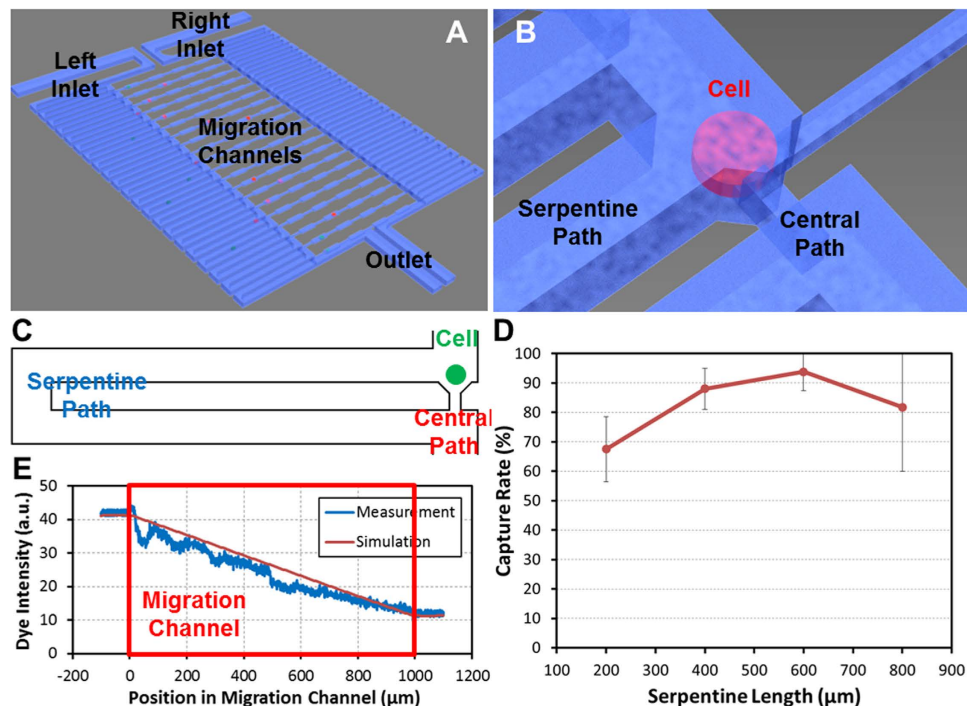 A
Right
Inlet
Left
Inlet
Migration
Channels
Outlet
B
Cell
Serpentine
Path
Central
Path
C
Cell
Serpentine
Path
Central
Path
D
100
90
80
70
60
50
40
30
20
10
0
100 200 300 400 500 600 700 800 900
Capture Rate (%)
Serpentine Length (µm)
E
50
40
30
20
10
0
-200 0 200 400 600 800 1000 1200
Dye Intensity (a.u.)
Measurement
Simulation
Migration
Channel
Position in Migration Channel (µm)